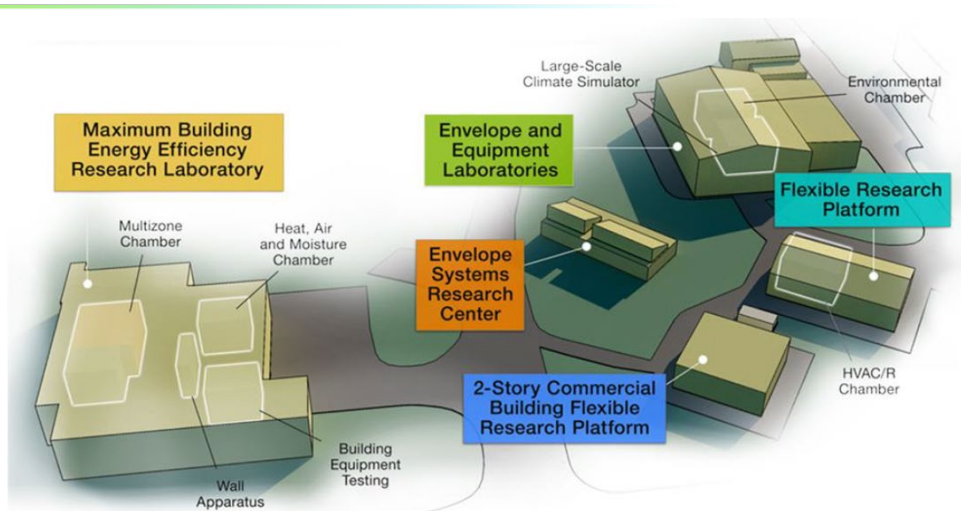 Maximum Building
Energy Efficiency
Research Laboratory
Multizone
Chamber
Heat, Air
and Moisture
Chamber
Wall
Apparatus
Building
Equipment
Testing
Large-Scale
Climate Simulator
Environmental
Chamber
Envelope and
Equipment
Laboratories
Flexible Research
Platform
Envelope
Systems
Research
Center
HVAC/R
Chamber
2-Story Commercial
Building Flexible
Research Platform